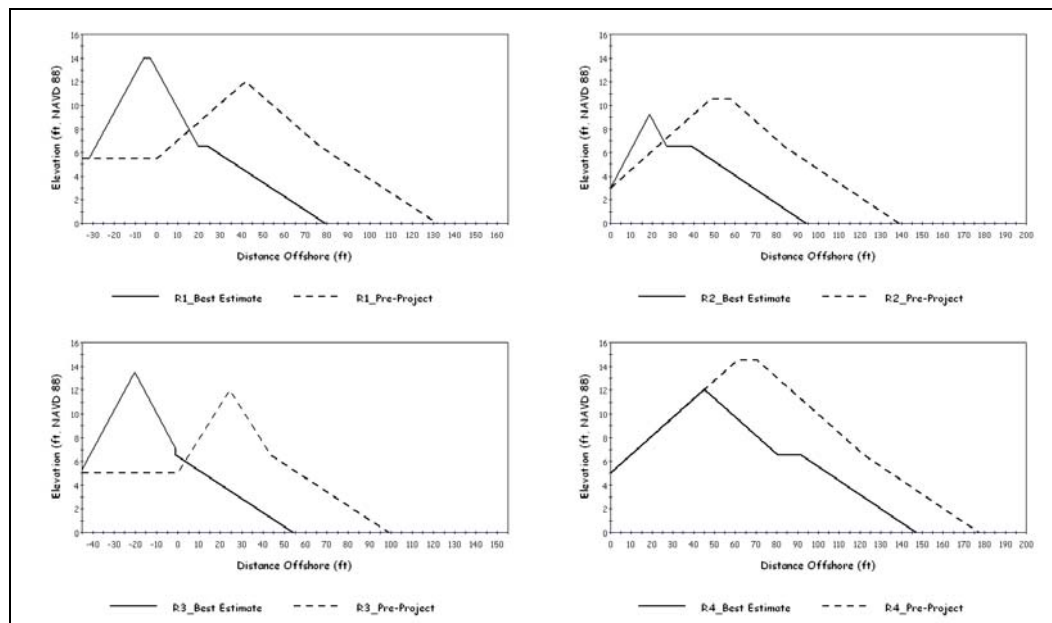 16
14
12
10
8
6
4
2
0
Elevation (ft. NAVD 88)
-30 -20 -10 0 10 20 30 40 50 60 70 80 90 100 110 120 130 140 150 160
Distance Offshore (ft)
R1_Best Estimate R1_Pre-Project
16
14
12
10
8
6
4
2
0
Elevation (ft. NAVD 88)
0 10 20 30 40 50 60 70 80 90 100 110 120 130 140 150 160 170 180 190 200
Distance Offshore (ft)
R2_Best Estimate R2_Pre-Project
16
14
12
10
8
6
4
2
0
Elevation (ft. NAVD 88)
-40 -30 -20 -10 0 10 20 30 40 50 60 70 80 90 100 110 120 130 140 150
Distance Offshore (ft)
R3_Best Estimate R3_Pre-Project
16
14
12
10
8
6
4
2
0
Elevation (ft. NAVD 88)
0 10 20 30 40 50 60 70 80 90 100 110 120 130 140 150 160 170 180 190 200
Distance Offshore (ft)
R4_Best Estimate R4_Pre-Project